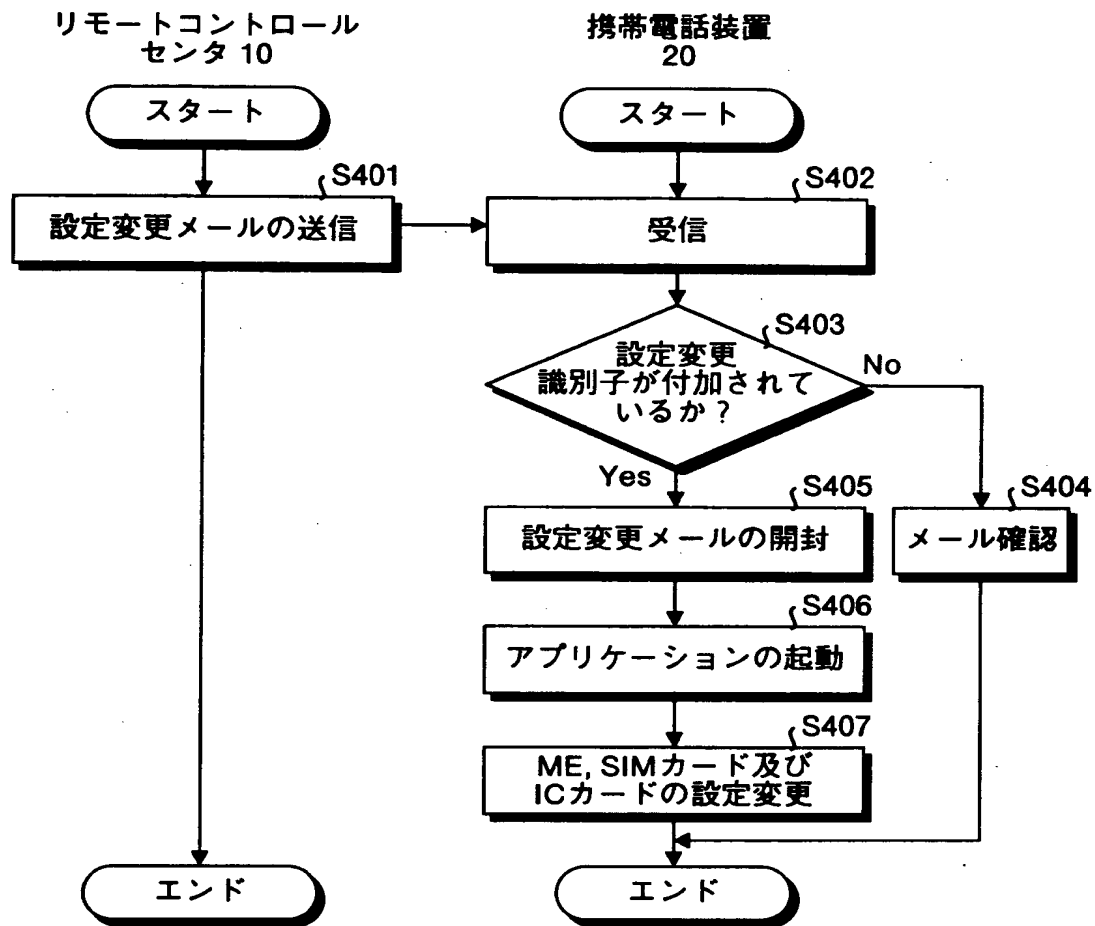 リモートコントロール
センタ 10
携帯電話装置
20
スタート
スタート
S401
設定変更メールの送信
S402
受信
S403
設定変更
識別子が付加されて
いるか？
No
Yes
S405
設定変更メールの開封
S404
メール確認
S406
アプリケーションの起動
S407
ME, SIMカード及び
ICカードの設定変更
エンド
エンド